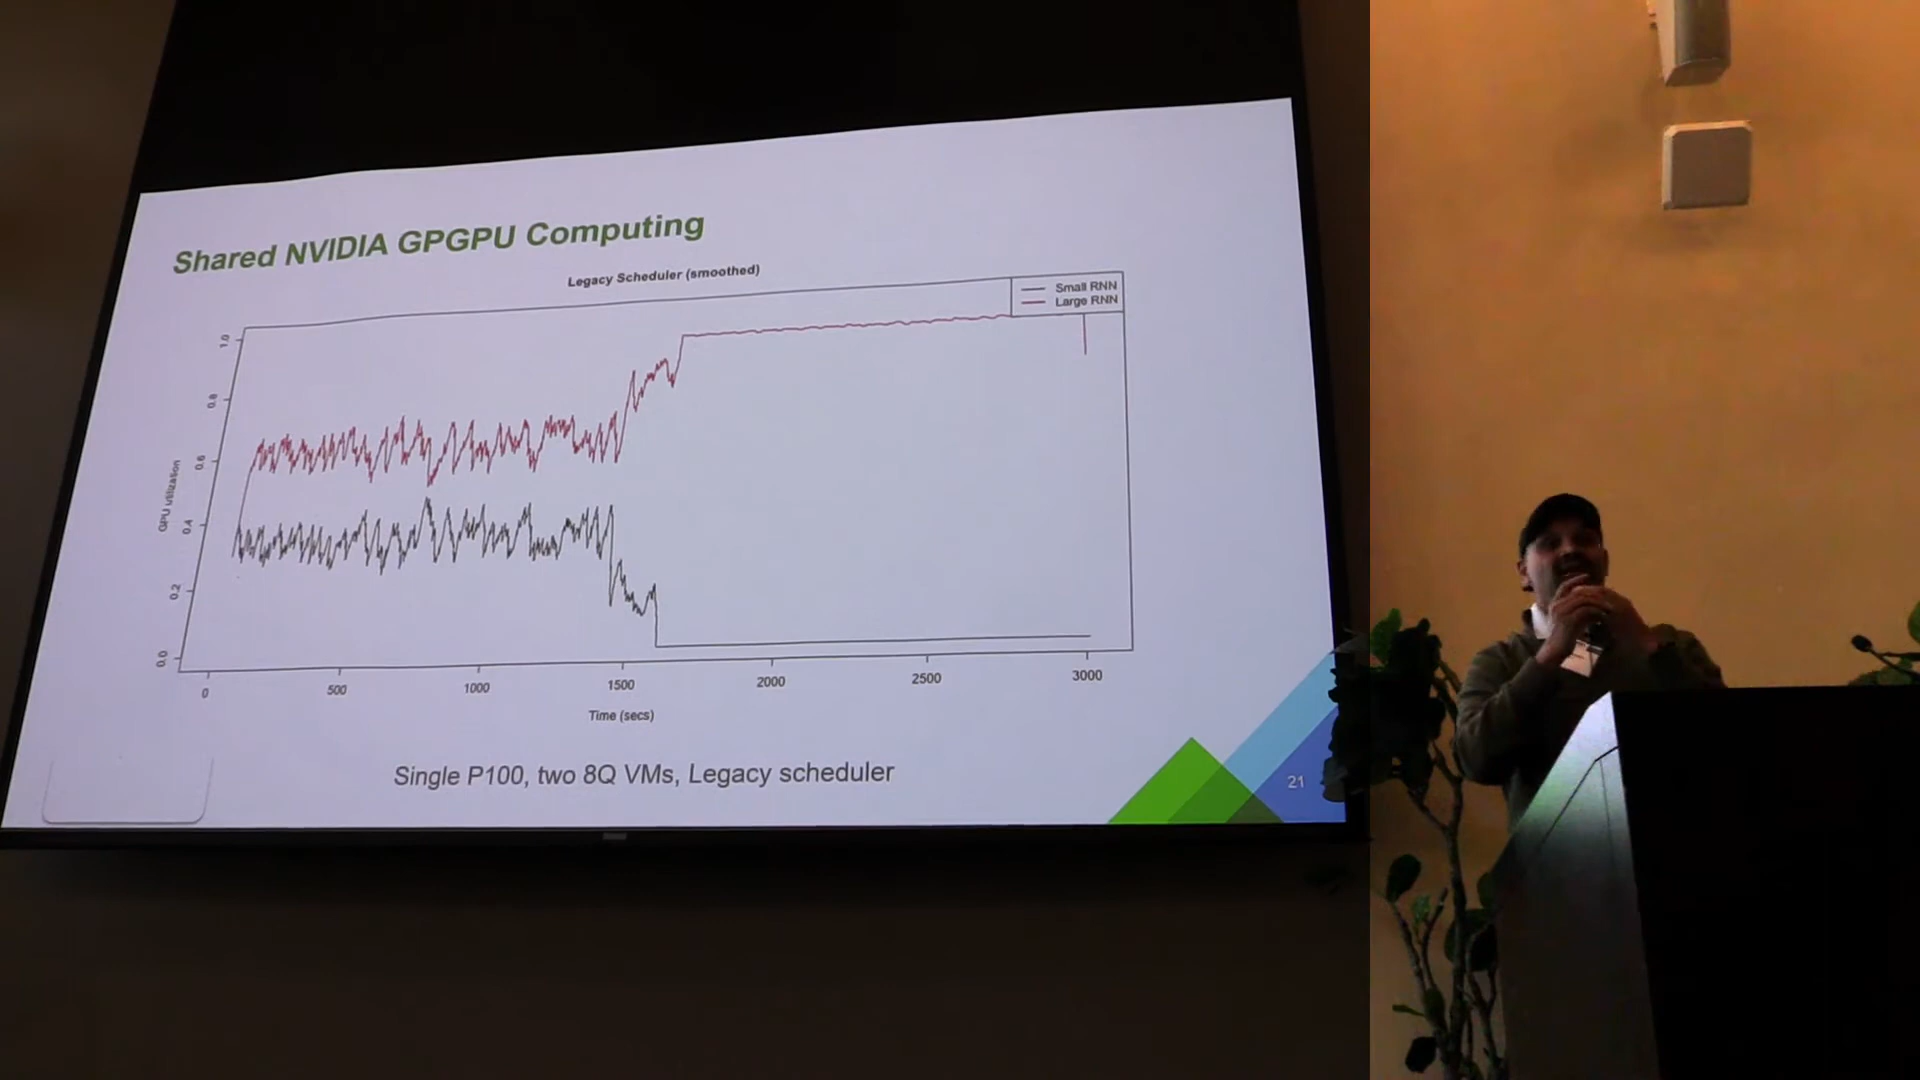 Shared NVIDIA GPGPU Computing
Legacy Scheduler (smoothed)
Small RNN
Large RNN
GPU utilization
1.0
0.8
0.6
0.4
0.2
0.0
0 500 1000 1500 2000 2500 3000
Time (secs)
Single P100, two 8Q VMs, Legacy scheduler
21